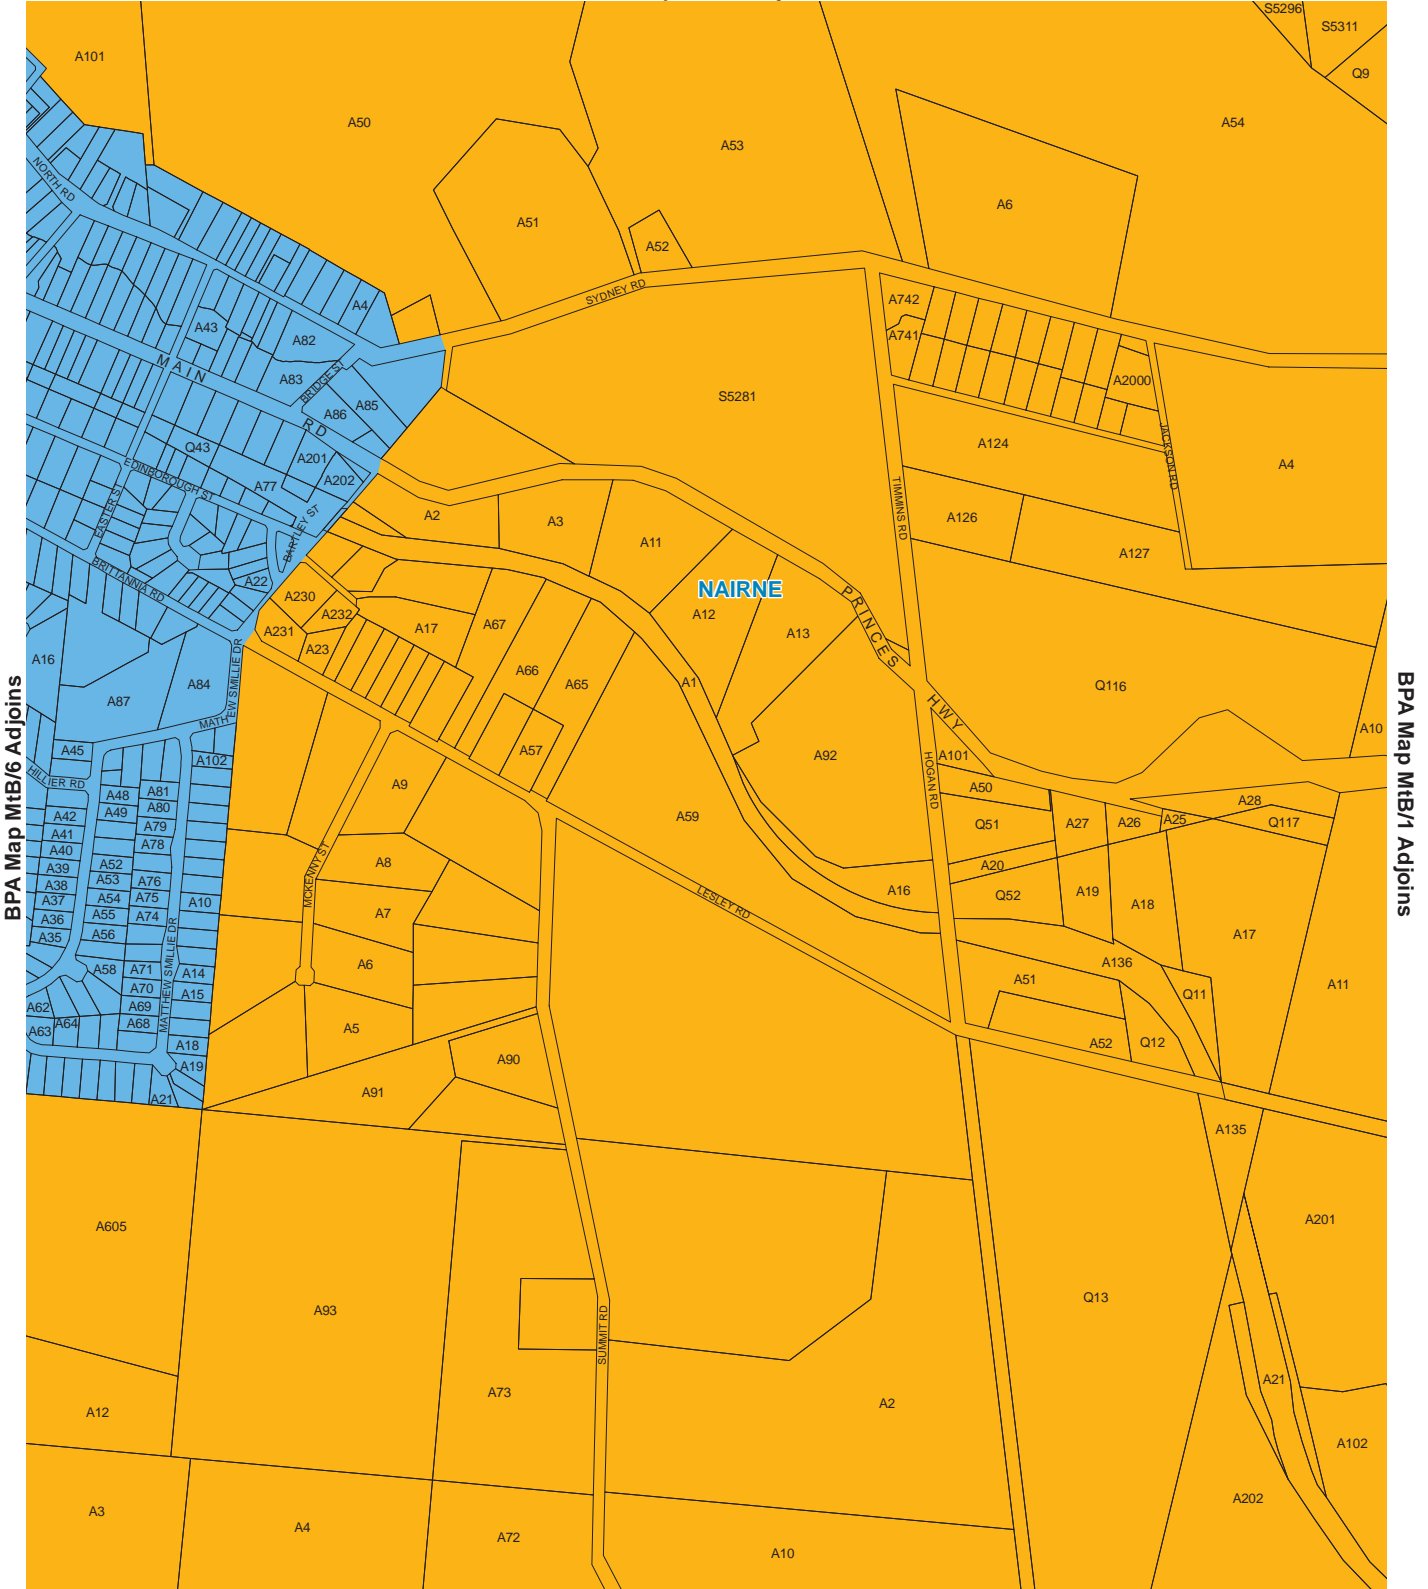 S5296
S5311
A101
Q9
A50
A54
A53
NORTH RD
A6
A51
A52
SYDNEY RD
A742
A4
A43
A741
A82
MAIN RD
A83
BRIDGE ST
A2000
S5281
A85
A86
JACKSON RD
A124
Q43
A201
A4
EDINBOROUGH ST
A202
A77
TIMMINS RD
EASTER ST
BARTLEY ST
A2
A3
A126
A11
A127
BRITTANNIA RD
A22
NAIRNE
A230
A232
A12
PRINCES HWY
A231
A17
A67
A13
A23
A16
A66
A65
A1
Q116
A84
MATHEW SMILLIE DR
A87
BPA Map MtB/6 Adjoins
BPA Map MtB/1 Adjoins
A10
A45
A57
A92
A101
A102
HILLIER RD
HOGAN RD
A9
A50
A48
A81
A28
A49
A80
A42
A59
Q51
A27
A26
A25
Q117
A79
A41
A78
A40
MCKENNY ST
A8
A52
A39
A20
A53
A76
A38
A16
Q52
A19
A54
A75
A37
A10
LESLEY RD
A18
A55
A74
A36
A7
A56
A35
A17
MATTHEW SMILLIE DR
A6
A136
A58
A71
A14
A51
A70
A15
Q11
A11
A62
A69
A64
A68
A63
A5
A18
A52
Q12
A19
A90
A91
A21
A135
A605
A201
A93
Q13
SUMMIT RD
A21
A73
A2
A12
A102
A202
A3
A4
A72
A10